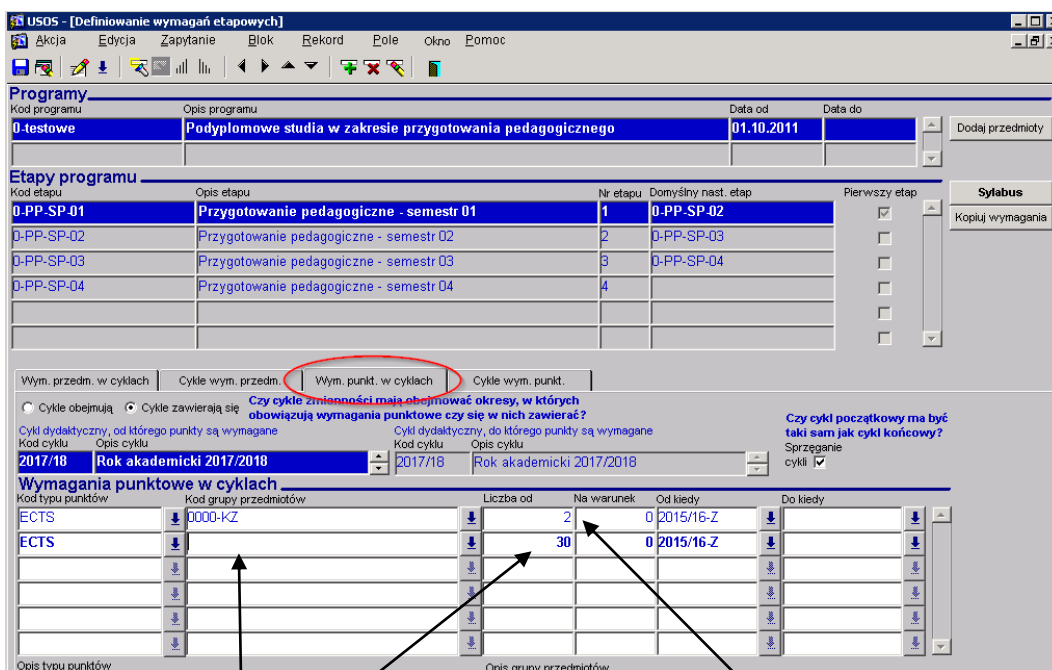 USOS - [Definiowanie wymagań etapowych]
Akcja Edycja Zapytanie Blok Rekord Pole Okno Pomoc
Programy
Kod programu Opis programu Data od Data do
0-testowe Podyplomowe studia w zakresie przygotowania pedagogicznego 01.10.2011 Dodaj przedmioty
Etapy programu
Kod etapu Opis etapu Nr etapu Domyślny nast. etap Pierwszy etap Sylabus
0-PP-SP-01 Przygotowanie pedagogiczne - semestr 01 1 0-PP-SP-02 Kopiuj wymagania
0-PP-SP-02 Przygotowanie pedagogiczne - semestr 02 2 0-PP-SP-03
0-PP-SP-03 Przygotowanie pedagogiczne - semestr 03 3 0-PP-SP-04
0-PP-SP-04 Przygotowanie pedagogiczne - semestr 04 4
Wym. przedm. w cyklach Cykle wym. przedm. Wym. punkt. w cyklach Cykle wym. punkt.
Cykle obejmują Cykle zawierają się Czy cykle zmienności mają obejmować okresy, w których
obowiązują wymagania punktowe czy się w nich zawierać?
Czy cykl początkowy ma być
taki sam jak cykl końcowy?
Cykl dydaktyczny, od którego punkty są wymagane Cykl dydaktyczny, do którego punkty są wymagane
Kod cyklu Opis cyklu Kod cyklu Opis cyklu Sprzęganie
2017/18 Rok akademicki 2017/2018 2017/18 Rok akademicki 2017/2018 cykli
Wymagania punktowe w cyklach
Kod typu punktów Kod grupy przedmiotów Liczba od Na warunek Od kiedy Do kiedy
ECTS 0000-KZ 2 0 2015/16-Z
ECTS 30 0 2015/16-Z
Opis typu punktów Opis grupy przedmiotów